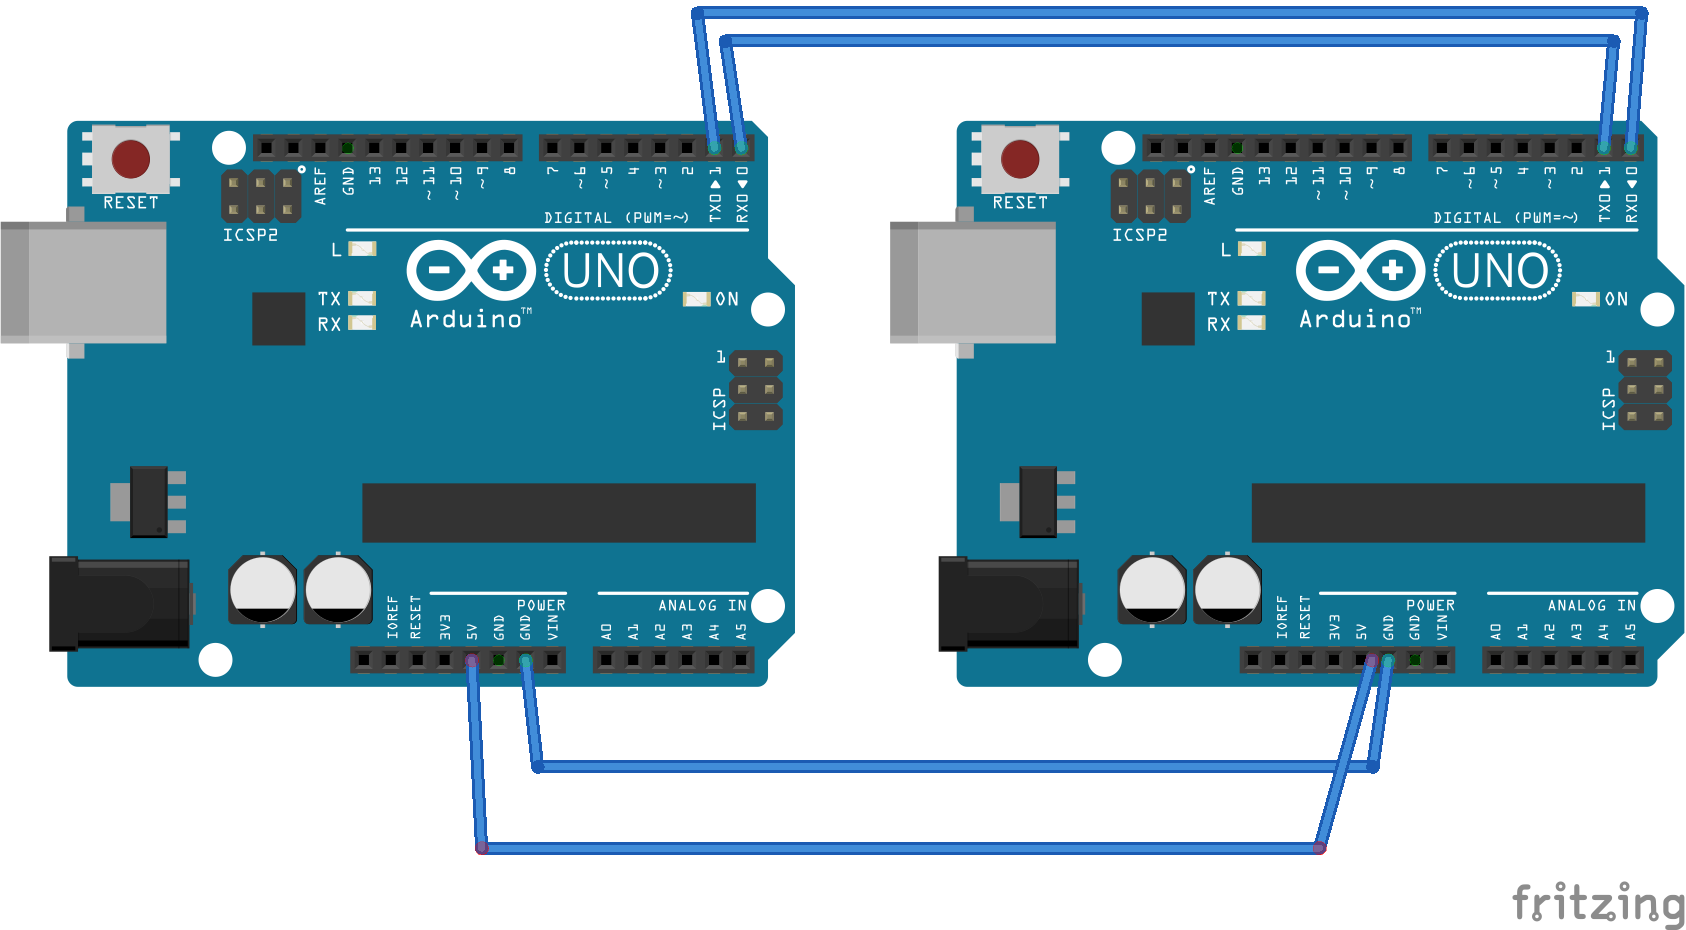 RESET
ICSP2
AREF
GND
13
12
~11
~10
~9
8
7
~6
~5
4
~3
2
TX0▶1
RX0◀0
DIGITAL (PWM=~)
L
TX
RX
Arduino™
UNO
ON
1
ICSP
IOREF
RESET
3V3
5V
GND
GND
VIN
POWER
ANALOG IN
A0
A1
A2
A3
A4
A5
RESET
ICSP2
AREF
GND
13
12
~11
~10
~9
8
7
~6
~5
4
~3
2
TX0▶1
RX0◀0
DIGITAL (PWM=~)
L
TX
RX
Arduino™
UNO
ON
1
ICSP
IOREF
RESET
3V3
5V
GND
GND
VIN
POWER
ANALOG IN
A0
A1
A2
A3
A4
A5
fritzing